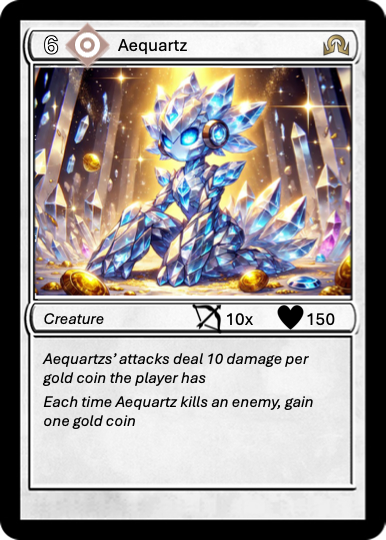 6 Aequartz
Creature 10x 150
Aequartzs' attacks deal 10 damage per
gold coin the player has
Each time Aequartz kills an enemy, gain
one gold coin